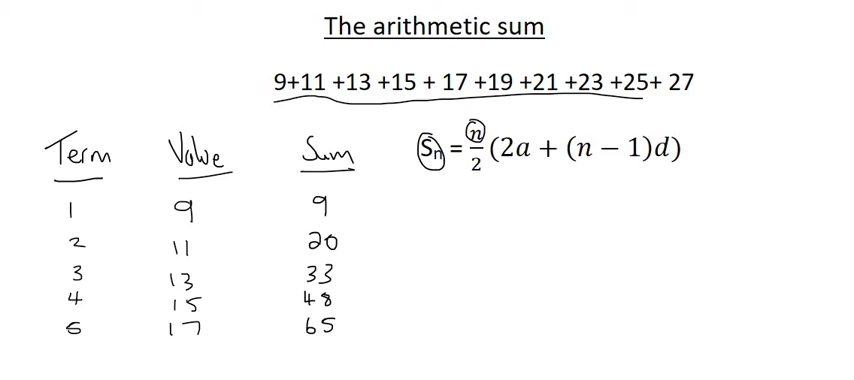 The arithmetic sum
9+11 +13 +15 + 17 +19 +21 +23 +25+ 27
Sₙ = n/2 (2a + (n − 1)d)
Term Value Sum
1 9 9
2 11 20
3 13 33
4 15 48
5 17 65